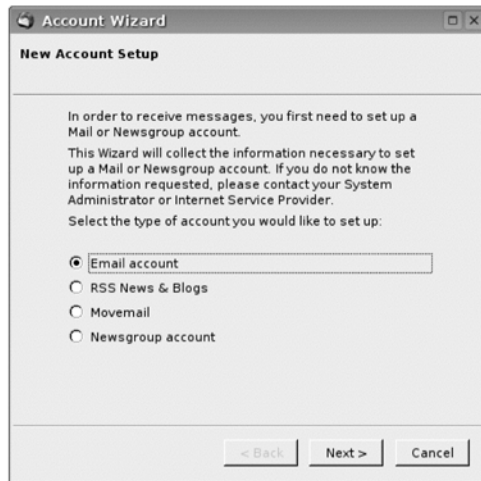 Account Wizard
New Account Setup
In order to receive messages, you first need to set up a
Mail or Newsgroup account.
This Wizard will collect the information necessary to set
up a Mail or Newsgroup account. If you do not know the
information requested, please contact your System
Administrator or Internet Service Provider.
Select the type of account you would like to set up:
Email account
RSS News & Blogs
Movemail
Newsgroup account
< Back Next > Cancel